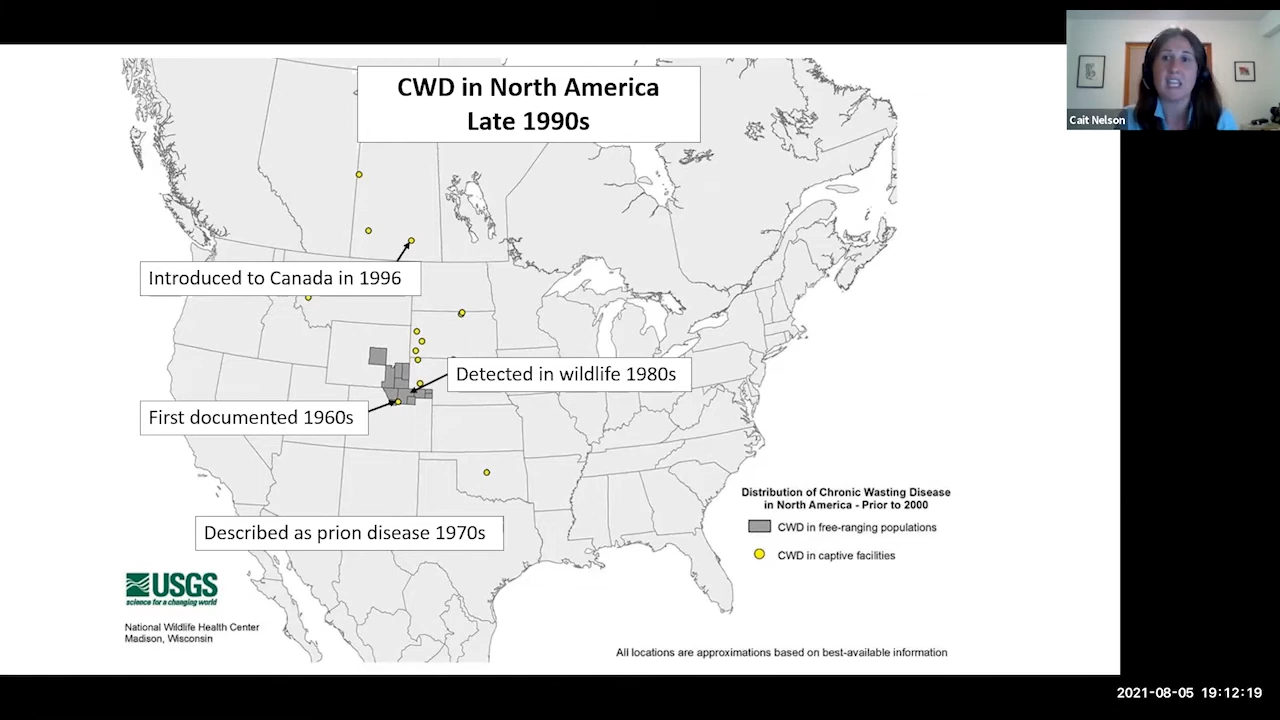 CWD in North America
Late 1990s
Cait Nelson
Introduced to Canada in 1996
Detected in wildlife 1980s
First documented 1960s
Distribution of Chronic Wasting Disease
in North America - Prior to 2000
CWD in free-ranging populations
CWD in captive facilities
Described as prion disease 1970s
USGS
science for a changing world
National Wildlife Health Center
Madison, Wisconsin
All locations are approximations based on best-available information
2021-08-05 19:12:19